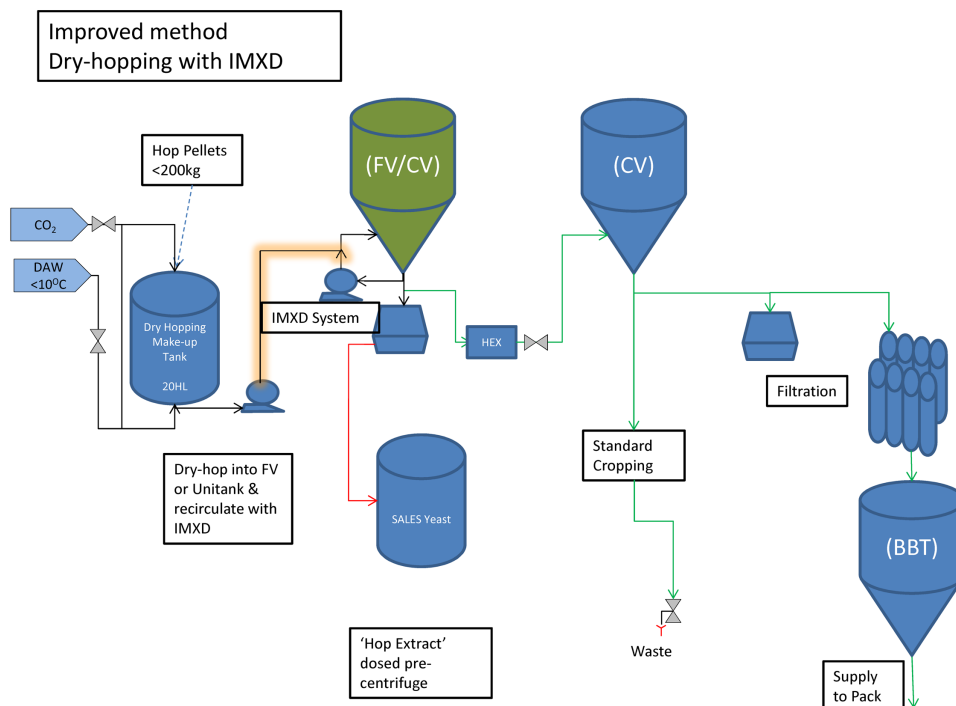 Improved method
Dry-hopping with IMXD
Hop Pellets
<200kg
(FV/CV)
(CV)
CO₂
DAW
<10⁰C
Dry Hopping
Make-up
Tank
20HL
IMXD System
HEX
Filtration
Dry-hop into FV
or Unitank &
recirculate with
IMXD
Standard
Cropping
SALES Yeast
(BBT)
‘Hop Extract’
dosed pre-
centrifuge
Waste
Supply
to Pack